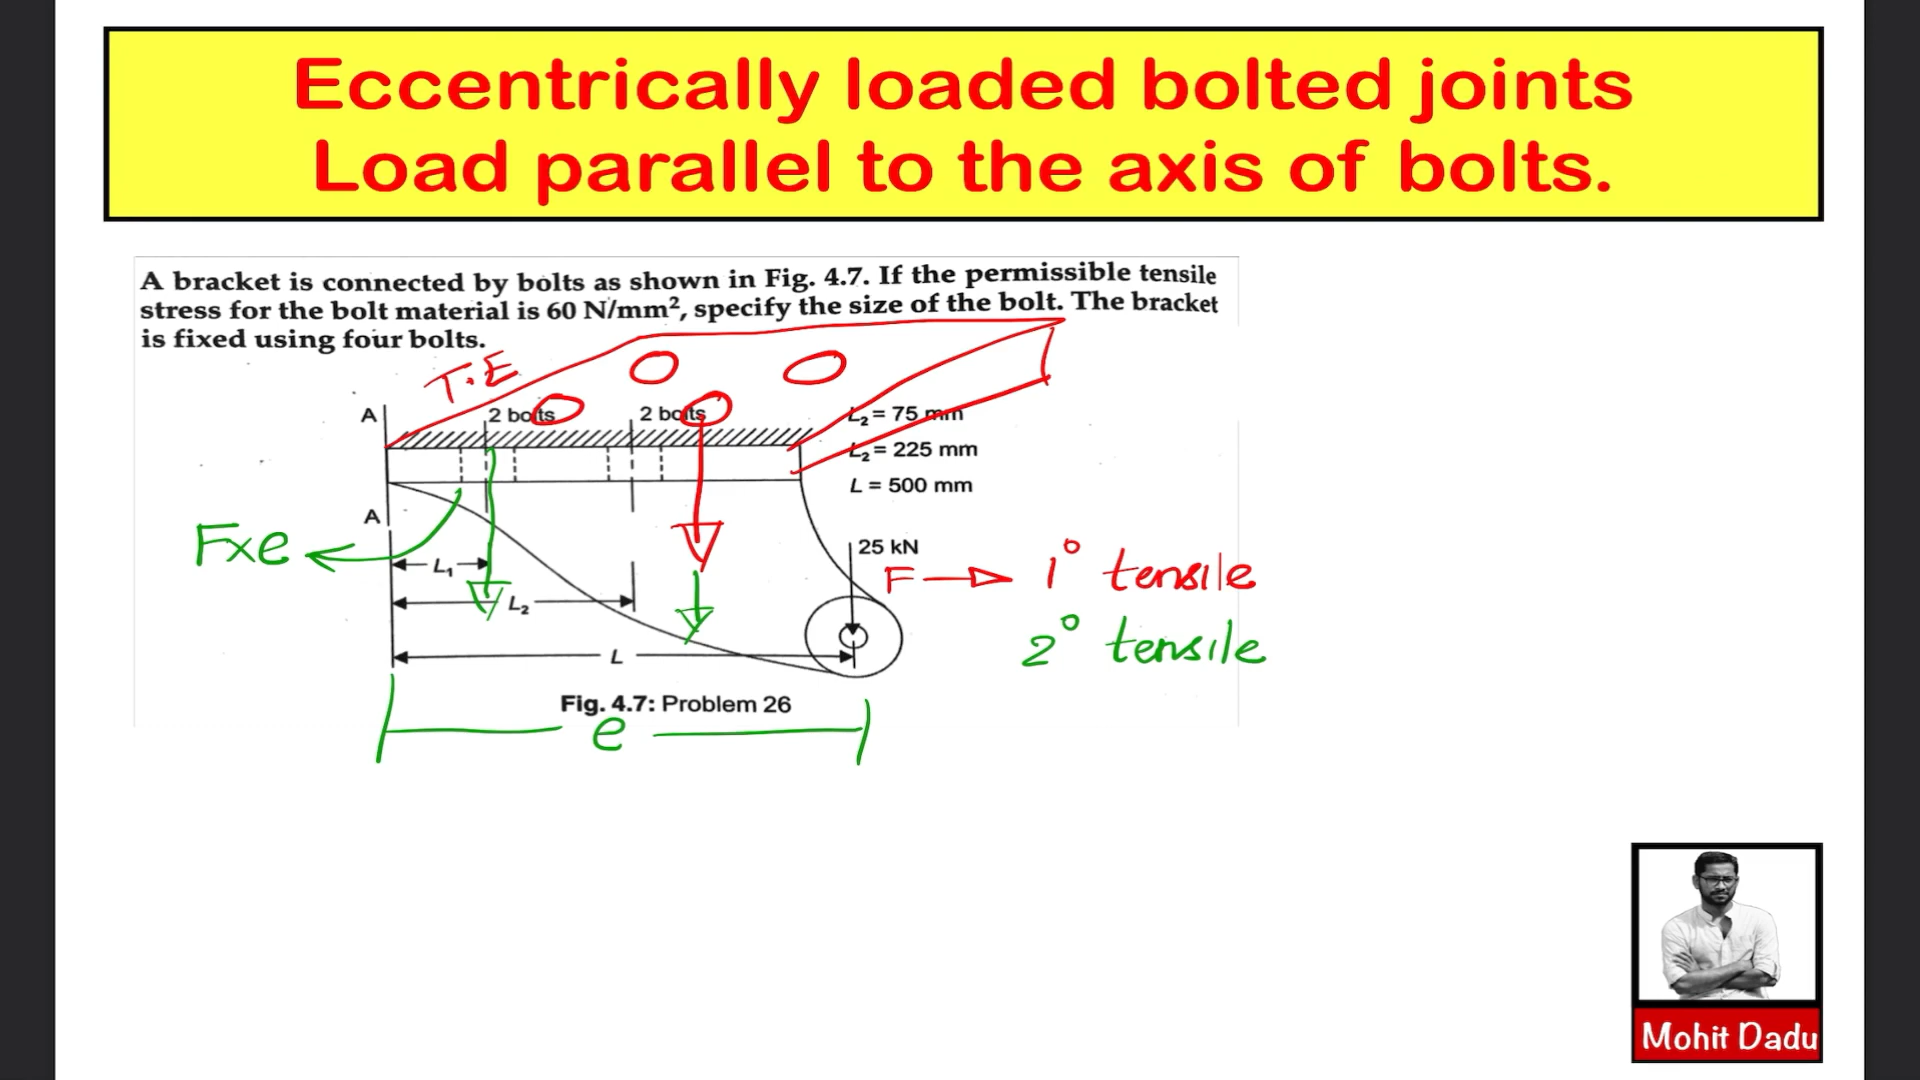 Eccentrically loaded bolted joints
Load parallel to the axis of bolts.
A bracket is connected by bolts as shown in Fig. 4.7. If the permissible tensile
stress for the bolt material is 60 N/mm², specify the size of the bolt. The bracket
is fixed using four bolts.
T.E
A
2 bolts
2 bolts
L₂ = 75 mm
L₂ = 225 mm
L = 500 mm
A
F×e
25 kN
L₁
F
1° tensile
L₂
2° tensile
L
Fig. 4.7: Problem 26
e
Mohit Dadu